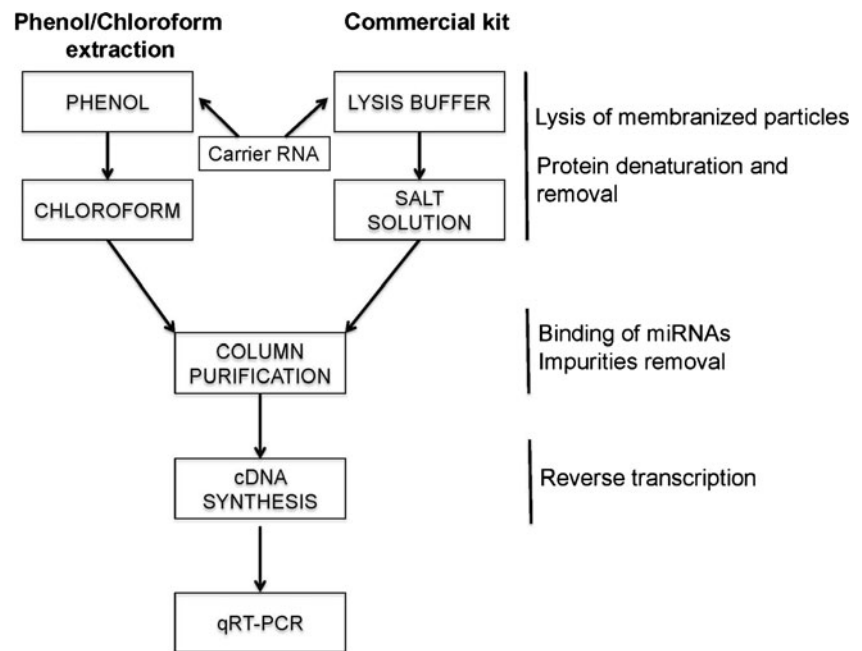 Phenol/Chloroform
extraction
Commercial kit
PHENOL
LYSIS BUFFER
Carrier RNA
Lysis of membranized particles
CHLOROFORM
SALT
SOLUTION
Protein denaturation and
removal
COLUMN
PURIFICATION
Binding of miRNAs
Impurities removal
cDNA
SYNTHESIS
Reverse transcription
qRT-PCR